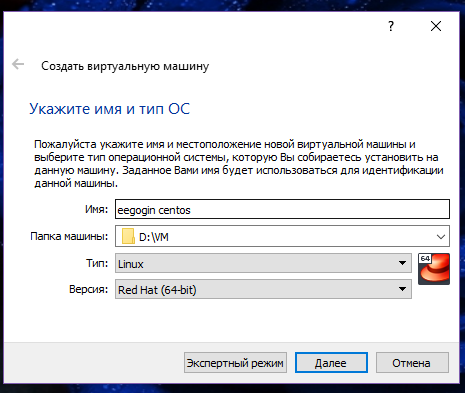 ?
Создать виртуальную машину
Укажите имя и тип ОС
Пожалуйста укажите имя и местоположение новой виртуальной машины и
выберите тип операционной системы, которую Вы собираетесь установить на
данную машину. Заданное Вами имя будет использоваться для идентификации
данной машины.
Имя: eegogin centos
Папка машины: D:\VM
Тип: Linux
64
Версия: Red Hat (64-bit)
Экспертный режим Далее Отмена